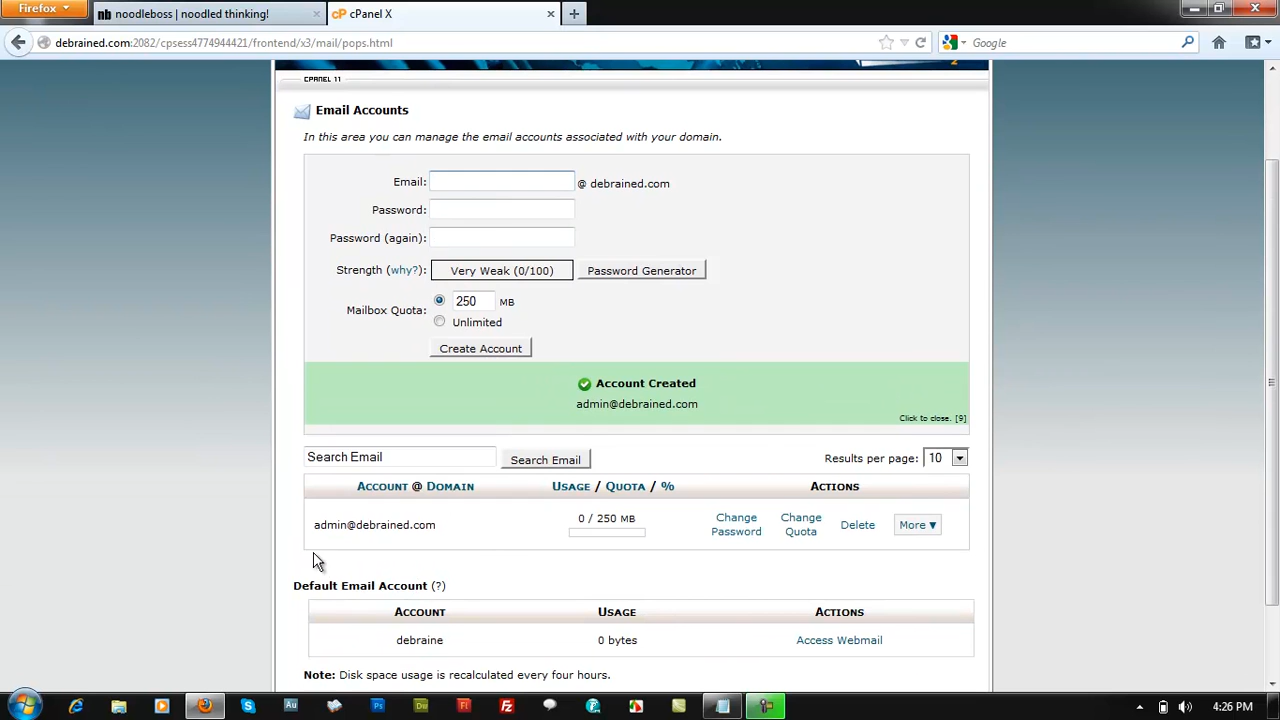 Firefox
noodleboss | noodled thinking!
cPanel X
debrained.com:2082/cpsess4774944421/frontend/x3/mail/pops.html
Google
CPANEL 11
Email Accounts
In this area you can manage the email accounts associated with your domain.
Email: @ debrained.com
Password:
Password (again):
Strength (why?): Very Weak (0/100) Password Generator
Mailbox Quota: 250 MB
Unlimited
Create Account
Account Created
admin@debrained.com
Click to close. [9]
Search Email Search Email Results per page: 10
ACCOUNT @ DOMAIN USAGE / QUOTA / % ACTIONS
admin@debrained.com 0 / 250 MB Change Password Change Quota Delete More ▼
Default Email Account (?)
ACCOUNT USAGE ACTIONS
debraine 0 bytes Access Webmail
Note: Disk space usage is recalculated every four hours.
4:26 PM